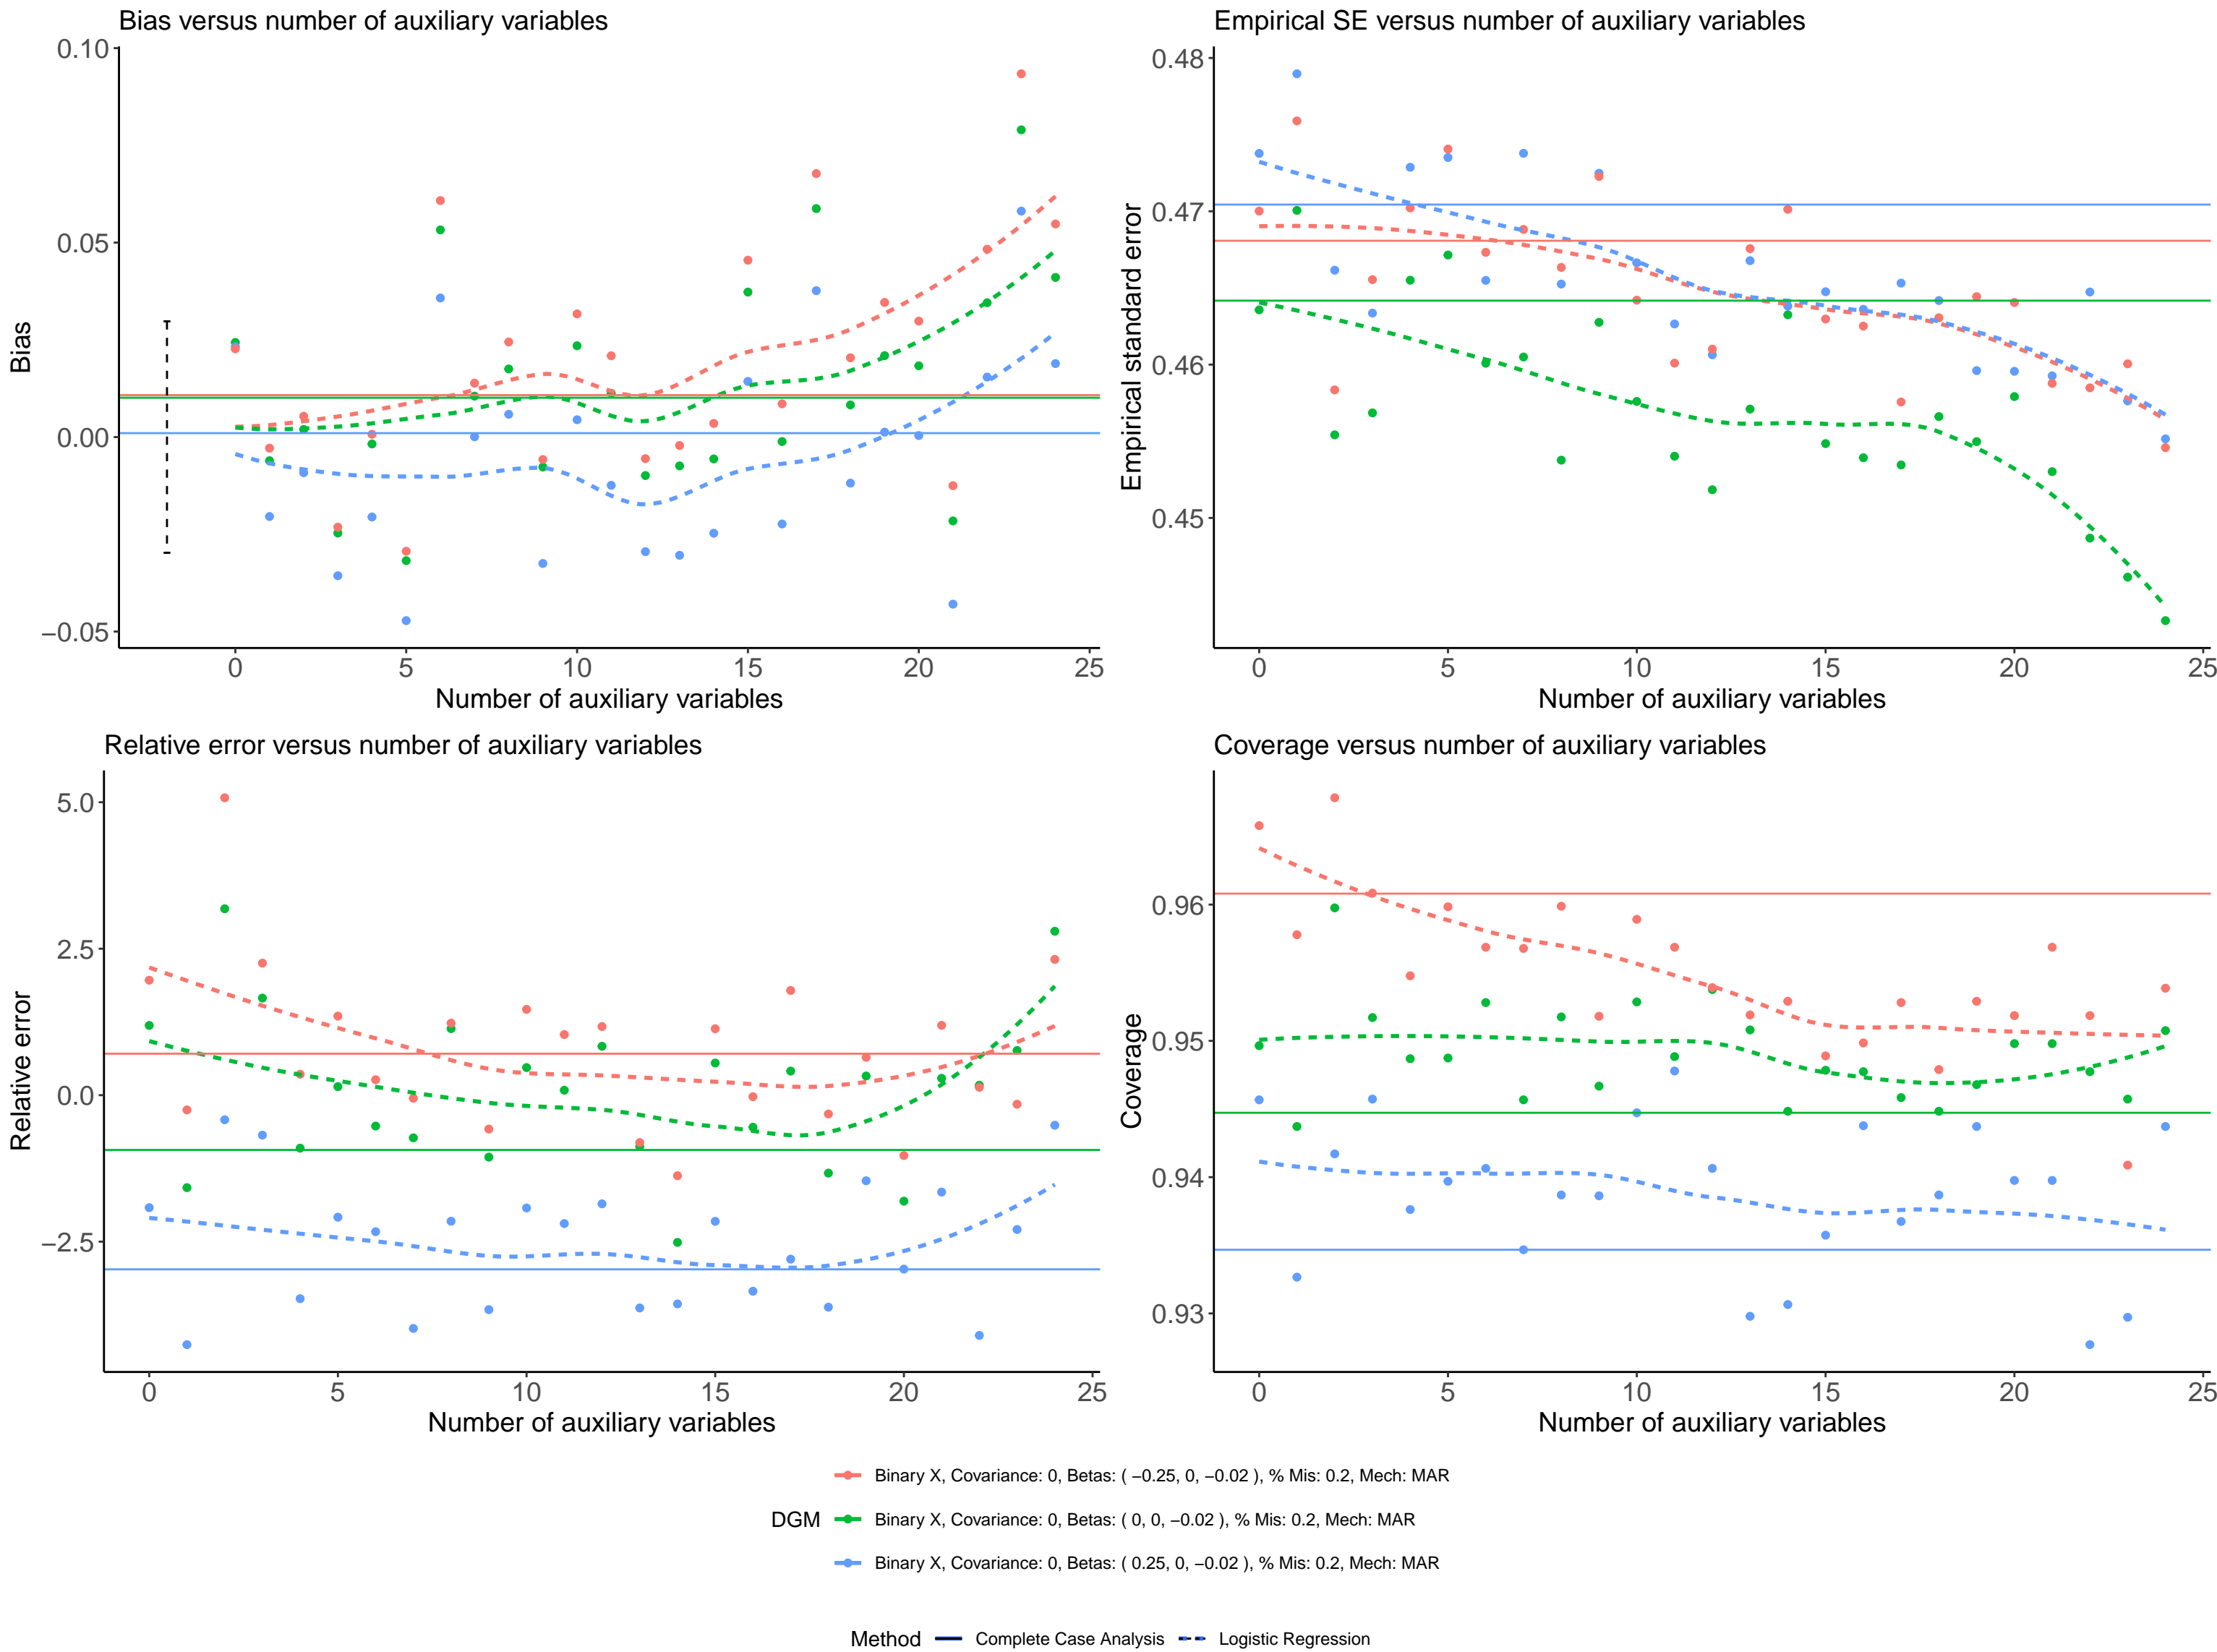 Bias versus number of auxiliary variables
0.10
0.05
0.00
−0.05
Bias
0 5 10 15 20 25
Number of auxiliary variables
Empirical SE versus number of auxiliary variables
0.48
0.47
0.46
0.45
Empirical standard error
0 5 10 15 20 25
Number of auxiliary variables
Relative error versus number of auxiliary variables
5.0
2.5
0.0
−2.5
Relative error
0 5 10 15 20 25
Number of auxiliary variables
Coverage versus number of auxiliary variables
0.96
0.95
0.94
0.93
Coverage
0 5 10 15 20 25
Number of auxiliary variables
DGM
Binary X, Covariance: 0, Betas: ( −0.25, 0, −0.02 ), % Mis: 0.2, Mech: MAR
Binary X, Covariance: 0, Betas: ( 0, 0, −0.02 ), % Mis: 0.2, Mech: MAR
Binary X, Covariance: 0, Betas: ( 0.25, 0, −0.02 ), % Mis: 0.2, Mech: MAR
Method Complete Case Analysis Logistic Regression